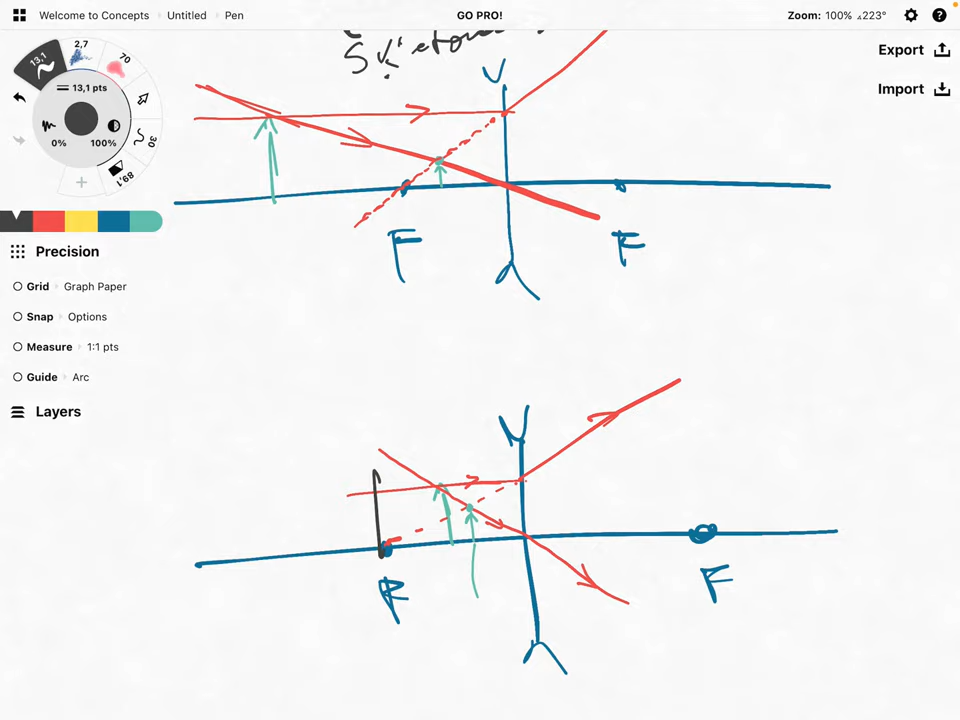 Welcome to Concepts Untitled Pen
GO PRO!
Zoom: 100% 223°
Export
Import
13,1
2,7
70
13,1 pts
0% 100%
30
89,1
Precision
Grid Graph Paper
Snap Options
Measure 1:1 pts
Guide Arc
Layers
F F
F F